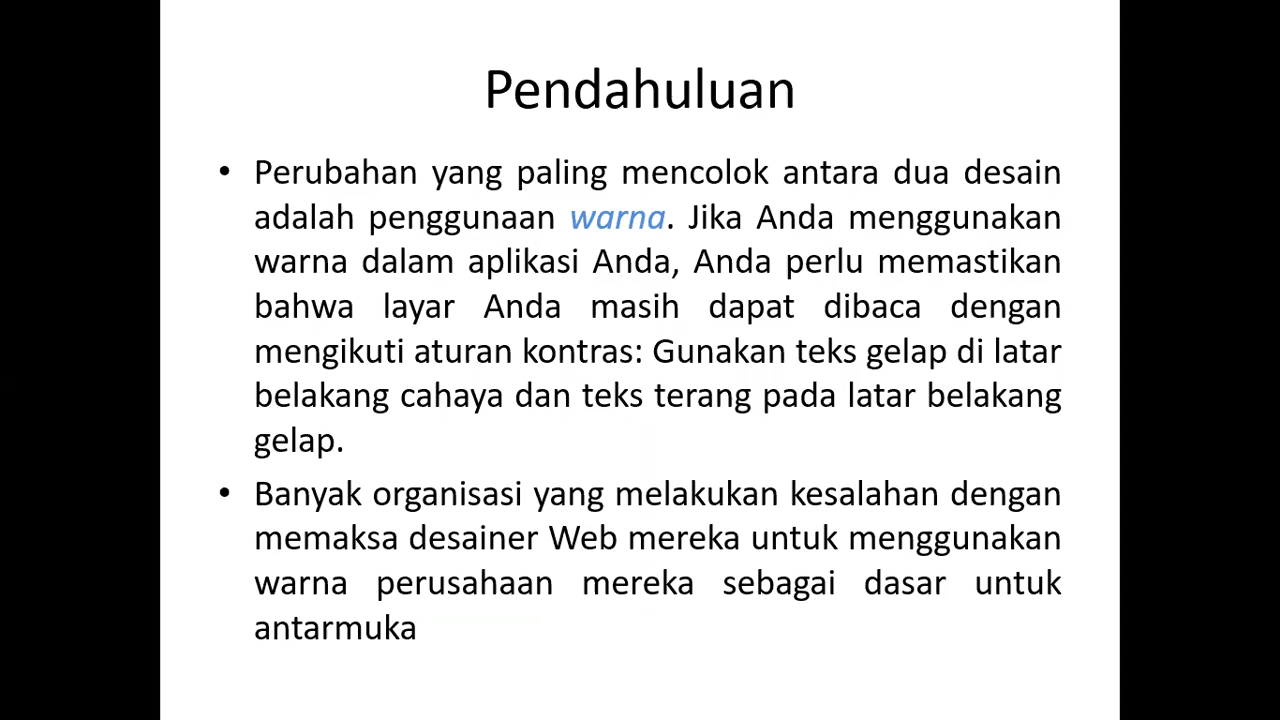 Pendahuluan
• Perubahan yang paling mencolok antara dua desain
adalah penggunaan warna. Jika Anda menggunakan
warna dalam aplikasi Anda, Anda perlu memastikan
bahwa layar Anda masih dapat dibaca dengan
mengikuti aturan kontras: Gunakan teks gelap di latar
belakang cahaya dan teks terang pada latar belakang
gelap.
• Banyak organisasi yang melakukan kesalahan dengan
memaksa desainer Web mereka untuk menggunakan
warna perusahaan mereka sebagai dasar untuk
antarmuka